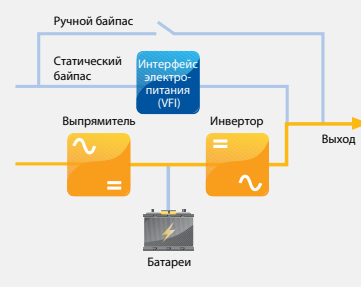 Ручной байпас
Статический
байпас
Интерфейс
электро-
питания
(VFI)
Выпрямитель
Инвертор
Выход
Батареи